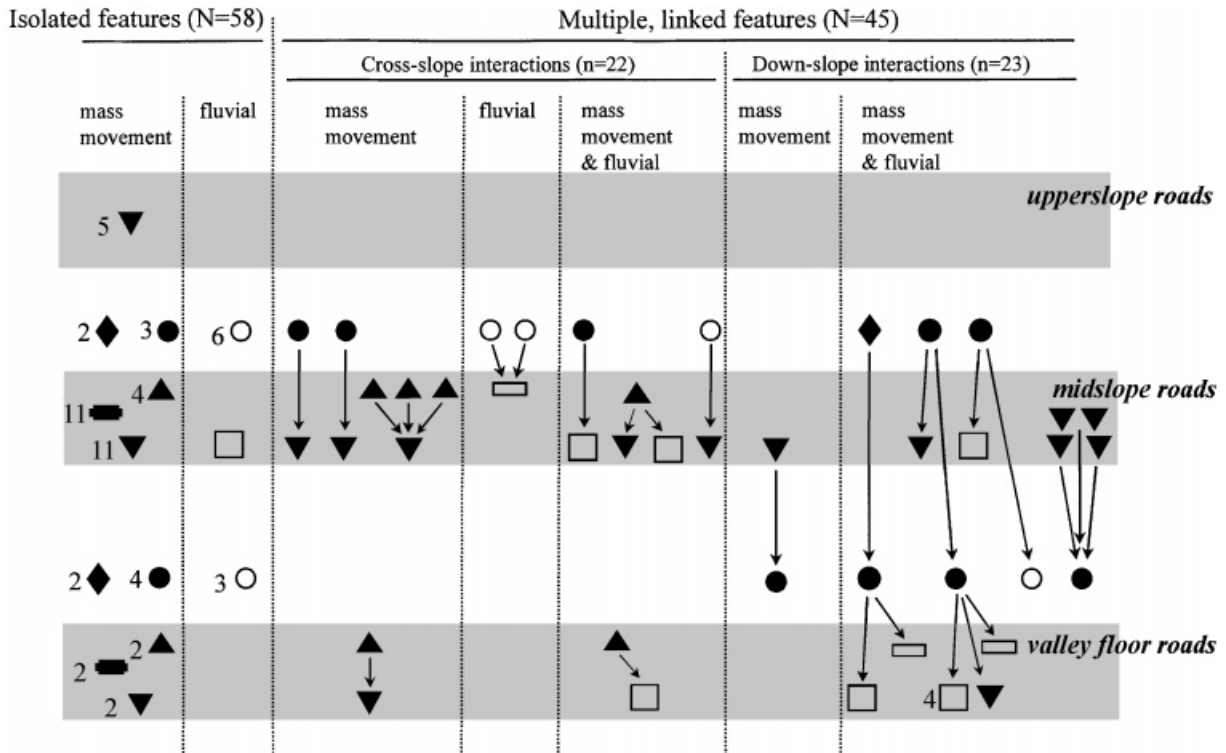 Isolated features (N=58)
Multiple, linked features (N=45)
Cross-slope interactions (n=22)
Down-slope interactions (n=23)
mass
movement
fluvial
mass
movement
fluvial
mass
movement
& fluvial
mass
movement
mass
movement
& fluvial
upperslope roads
5
2
3
6
midslope roads
4
11
11
2
4
3
valley floor roads
2
2
2
4